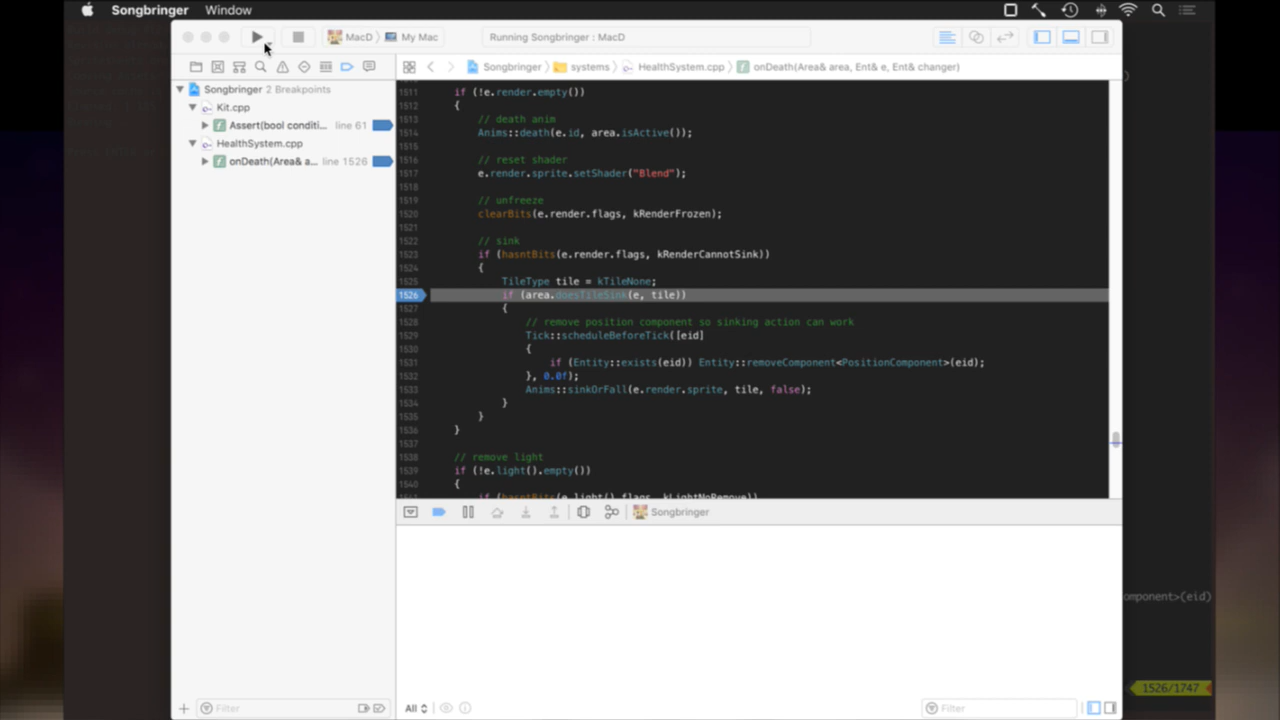 Songbringer Window
MacD My Mac
Running Songbringer : MacD
Songbringer systems HealthSystem.cpp onDeath(Area& area, Ent& e, Ent& changer)
Songbringer 2 Breakpoints
Kit.cpp
Assert(bool conditi... line 61
HealthSystem.cpp
onDeath(Area& a... line 1526
1511 if (!e.render.empty())
1512 {
1513 // death anim
1514 Anims::death(e.id, area.isActive());
1515
1516 // reset shader
1517 e.render.sprite.setShader("Blend");
1518
1519 // unfreeze
1520 clearBits(e.render.flags, kRenderFrozen);
1521
1522 // sink
1523 if (hasntBits(e.render.flags, kRenderCannotSink))
1524 {
1525 TileType tile = kTileNone;
1526 if (area.doesTileSink(e, tile))
1527 {
1528 // remove position component so sinking action can work
1529 Tick::scheduleBeforeTick([eid]
1530 {
1531 if (Entity::exists(eid)) Entity::removeComponent<PositionComponent>(eid);
1532 }, 0.0f);
1533 Anims::sinkOrFall(e.render.sprite, tile, false);
1534 }
1535 }
1536 }
1537
1538 // remove light
1539 if (!e.light().empty())
1540 {
1541 if (hasntBits(e.light().flags, kLightNoRemove))
Songbringer
omponent>(eid)
1526/1747
Filter
All
Filter